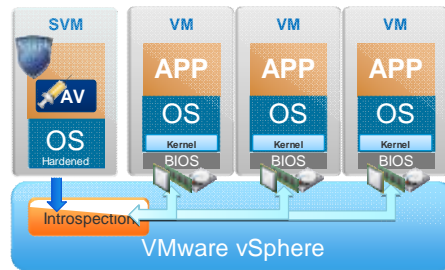 SVM
AV
OS
Hardened
VM
APP
OS
Kernel
BIOS
VM
APP
OS
Kernel
BIOS
VM
APP
OS
Kernel
BIOS
Introspection
VMware vSphere